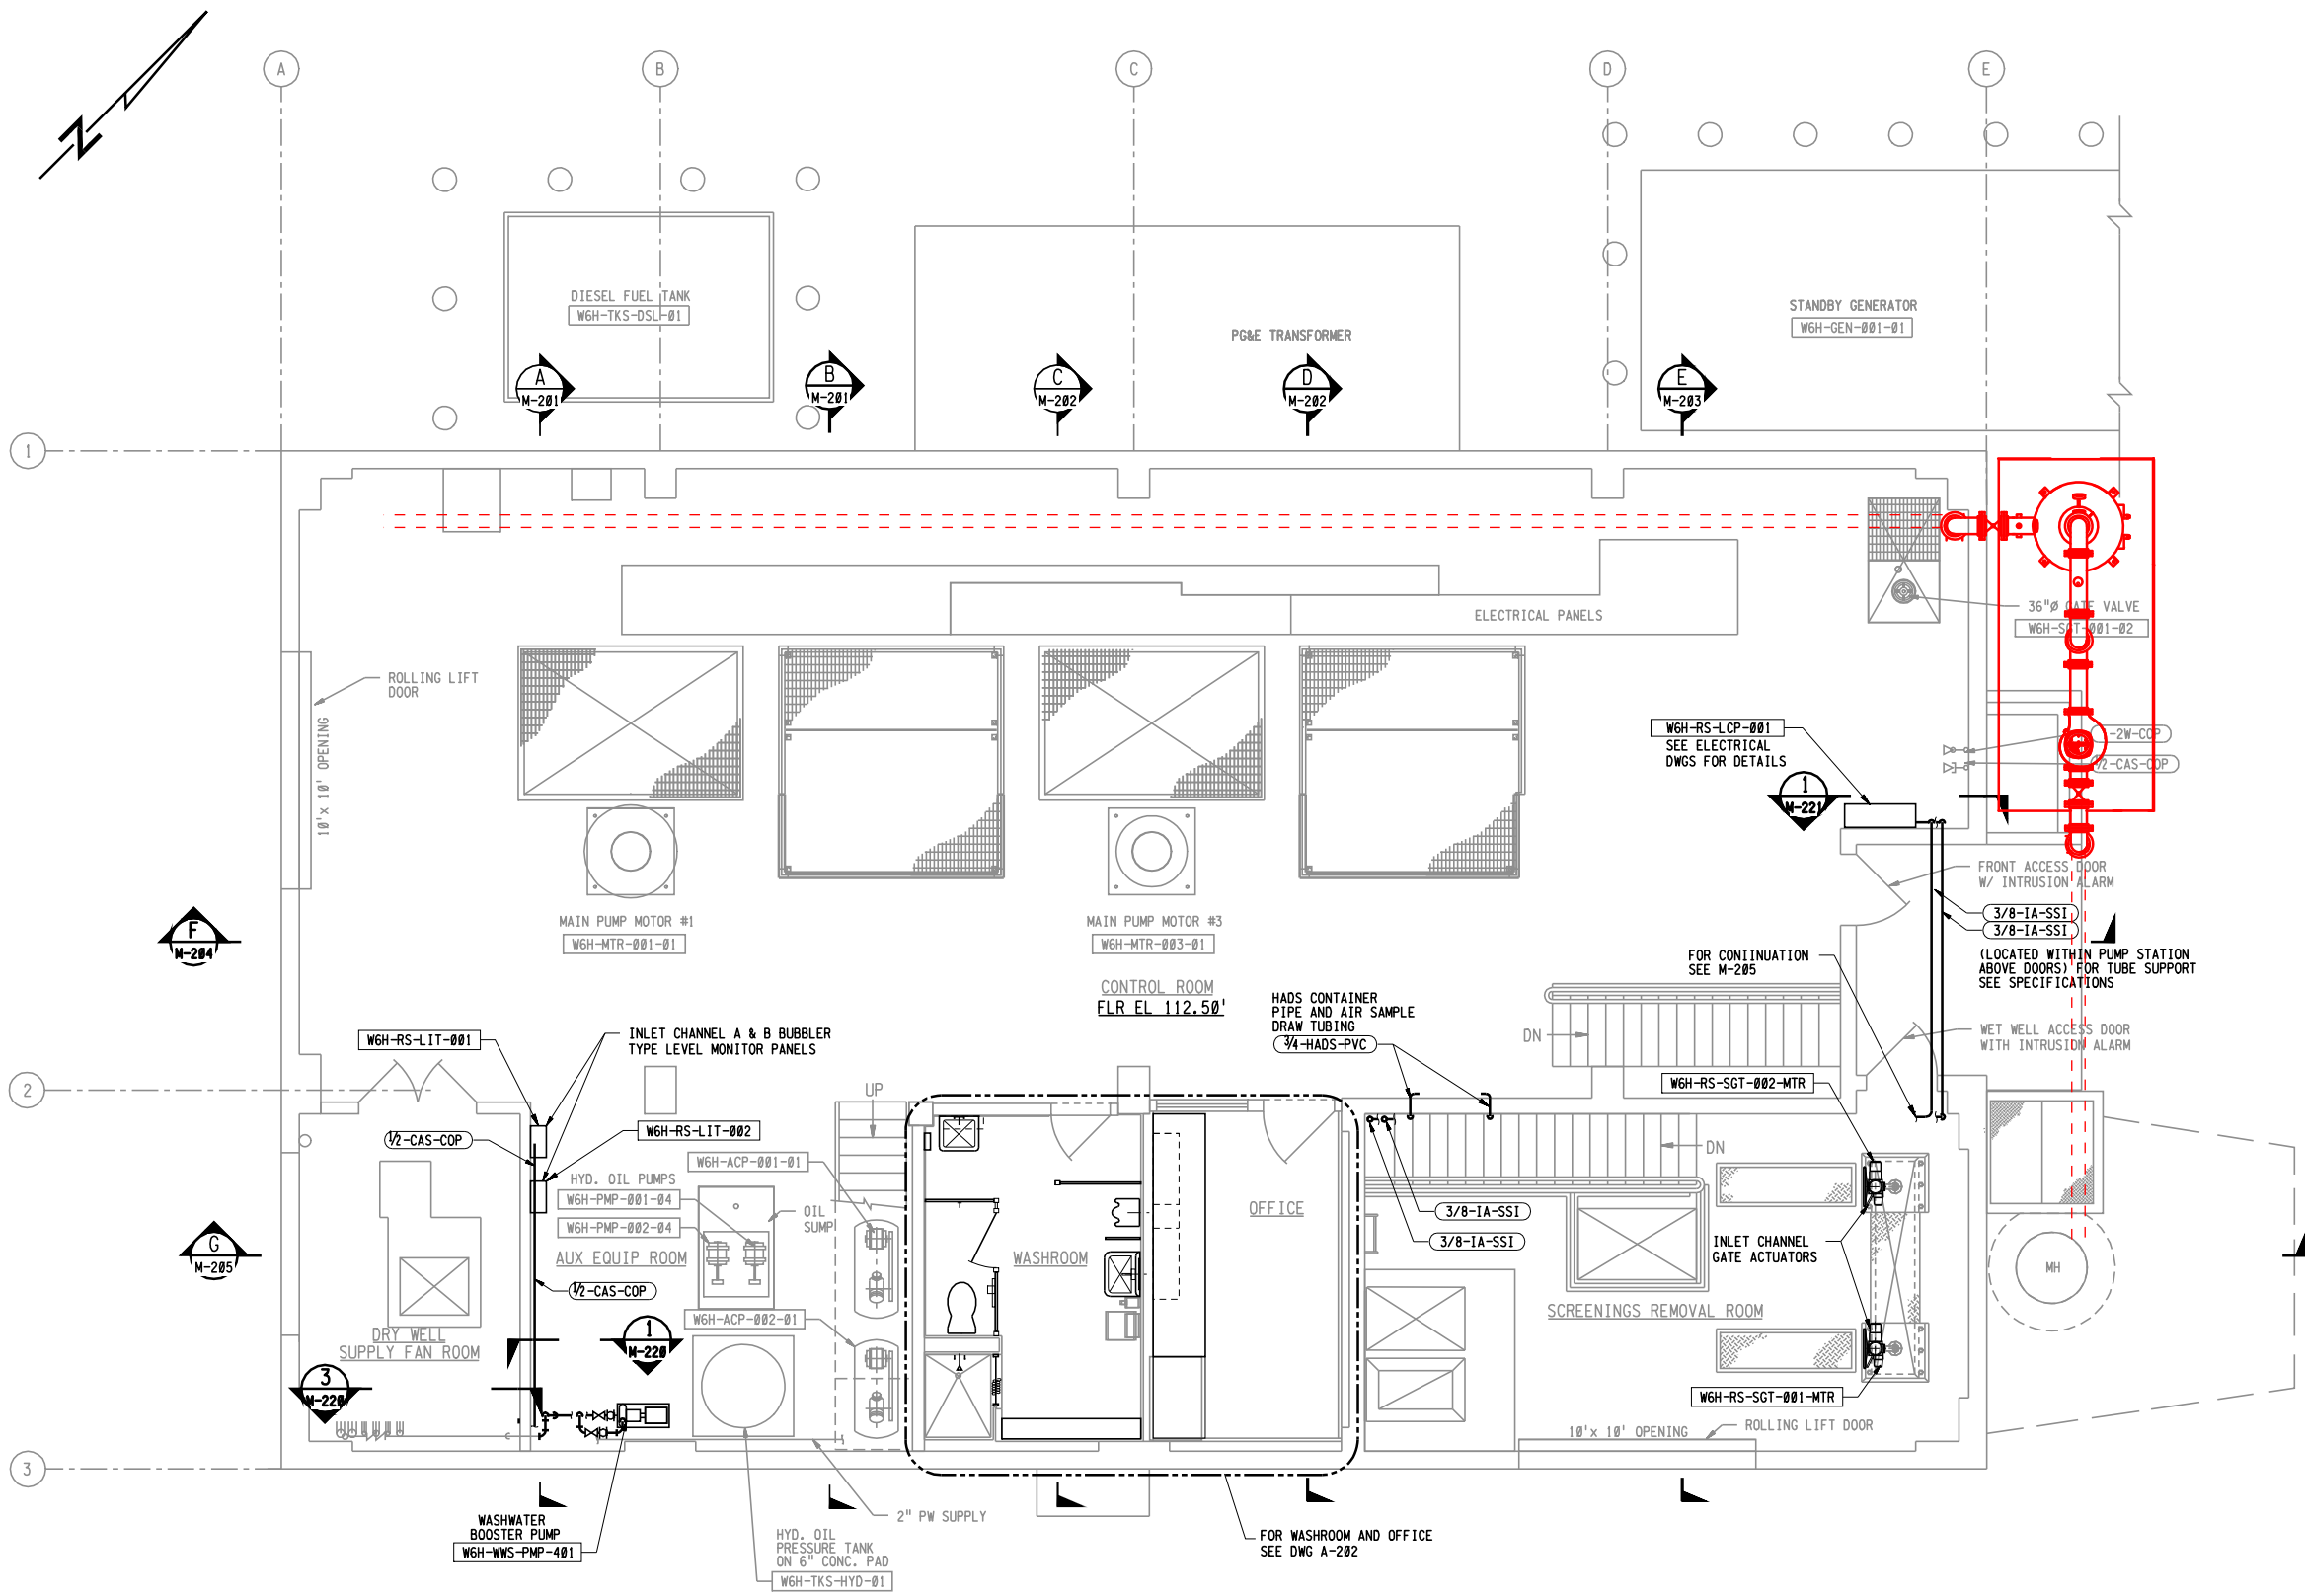 N
A
B
C
D
E
DIESEL FUEL TANK
W6H-TKS-DSL-01
PG&E TRANSFORMER
STANDBY GENERATOR
W6H-GEN-001-01
A
M-201
B
M-201
C
M-202
D
M-202
E
M-203
1
36"Ø GATE VALVE
W6H-SGT-001-02
ELECTRICAL PANELS
ROLLING LIFT
DOOR
10'x 10' OPENING
W6H-RS-LCP-001
SEE ELECTRICAL
DWGS FOR DETAILS
-2W-COP
1/2-CAS-COP
1
M-221
FRONT ACCESS DOOR
W/ INTRUSION ALARM
3/8-IA-SSI
3/8-IA-SSI
(LOCATED WITHIN PUMP STATION
ABOVE DOORS) FOR TUBE SUPPORT
SEE SPECIFICATIONS
F
M-204
MAIN PUMP MOTOR #1
W6H-MTR-001-01
MAIN PUMP MOTOR #3
W6H-MTR-003-01
FOR CONIINUATION
SEE M-205
CONTROL ROOM
FLR EL 112.50'
HADS CONTAINER
PIPE AND AIR SAMPLE
DRAW TUBING
3/4-HADS-PVC
DN
WET WELL ACCESS DOOR
WITH INTRUSION ALARM
W6H-RS-LIT-001
INLET CHANNEL A & B BUBBLER
TYPE LEVEL MONITOR PANELS
2
UP
W6H-RS-SGT-002-MTR
1/2-CAS-COP
W6H-RS-LIT-002
DN
W6H-ACP-001-01
HYD. OIL PUMPS
W6H-PMP-001-04
W6H-PMP-002-04
OIL
SUMP
AUX EQUIP ROOM
WASHROOM
OFFICE
3/8-IA-SSI
3/8-IA-SSI
INLET CHANNEL
GATE ACTUATORS
G
M-205
MH
1/2-CAS-COP
W6H-ACP-002-01
SCREENINGS REMOVAL ROOM
DRY WELL
SUPPLY FAN ROOM
1
M-220
3
M-220
W6H-RS-SGT-001-MTR
10'x 10' OPENING
ROLLING LIFT DOOR
3
2" PW SUPPLY
WASHWATER
BOOSTER PUMP
W6H-WWS-PMP-401
HYD. OIL
PRESSURE TANK
ON 6" CONC. PAD
W6H-TKS-HYD-01
FOR WASHROOM AND OFFICE
SEE DWG A-202